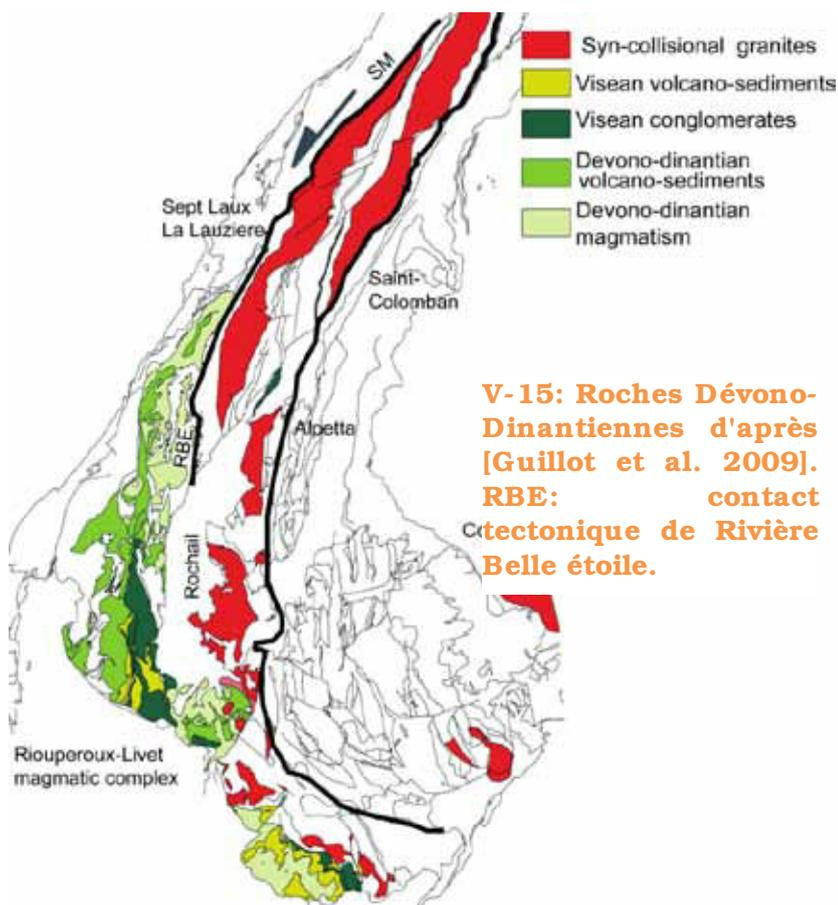 Syn-collisional granites
SM
Visean volcano-sediments
Visean conglomerates
Devono-dinantian
volcano-sediments
Devono-dinantian
magmatism
Sept Laux
La Lauziere
Saint-
Colomban
V-15: Roches Dévono-
Dinantiennes d'après
[Guillot et al. 2009].
RBE: contact
tectonique de Rivière
Belle étoile.
Alpetta
RBE
Rochail
Riouperoux-Livet
magmatic complex